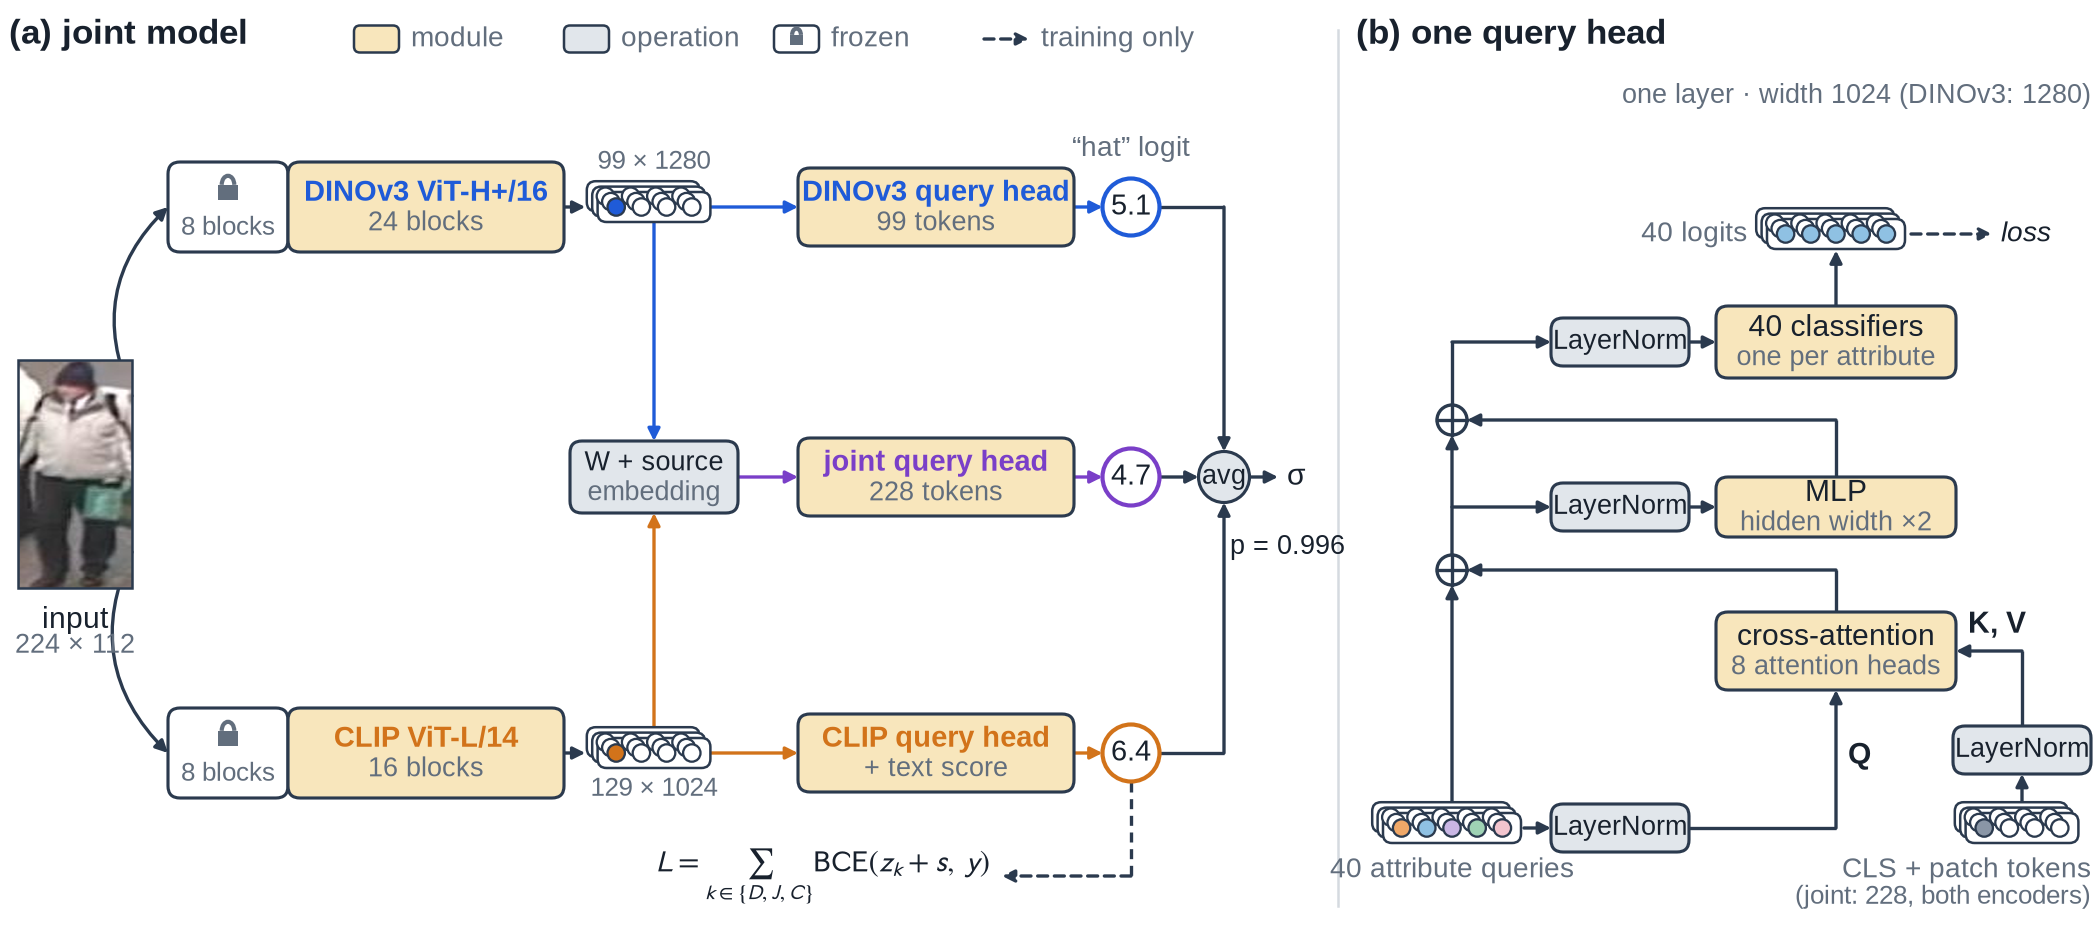 (a) joint model
module
operation
frozen
training only
99 × 1280
"hat" logit
8 blocks
DINOv3 ViT-H+/16
24 blocks
DINOv3 query head
99 tokens
5.1
input
224 × 112
W + source
embedding
joint query head
228 tokens
4.7
avg
σ
p = 0.996
8 blocks
CLIP ViT-L/14
16 blocks
129 × 1024
CLIP query head
+ text score
6.4
L = ∑ BCE(z_k + s, y)
k ∈ {D, J, C}
(b) one query head
one layer · width 1024 (DINOv3: 1280)
40 logits
loss
LayerNorm
40 classifiers
one per attribute
LayerNorm
MLP
hidden width ×2
cross-attention
8 attention heads
K, V
Q
LayerNorm
LayerNorm
40 attribute queries
CLS + patch tokens
(joint: 228, both encoders)